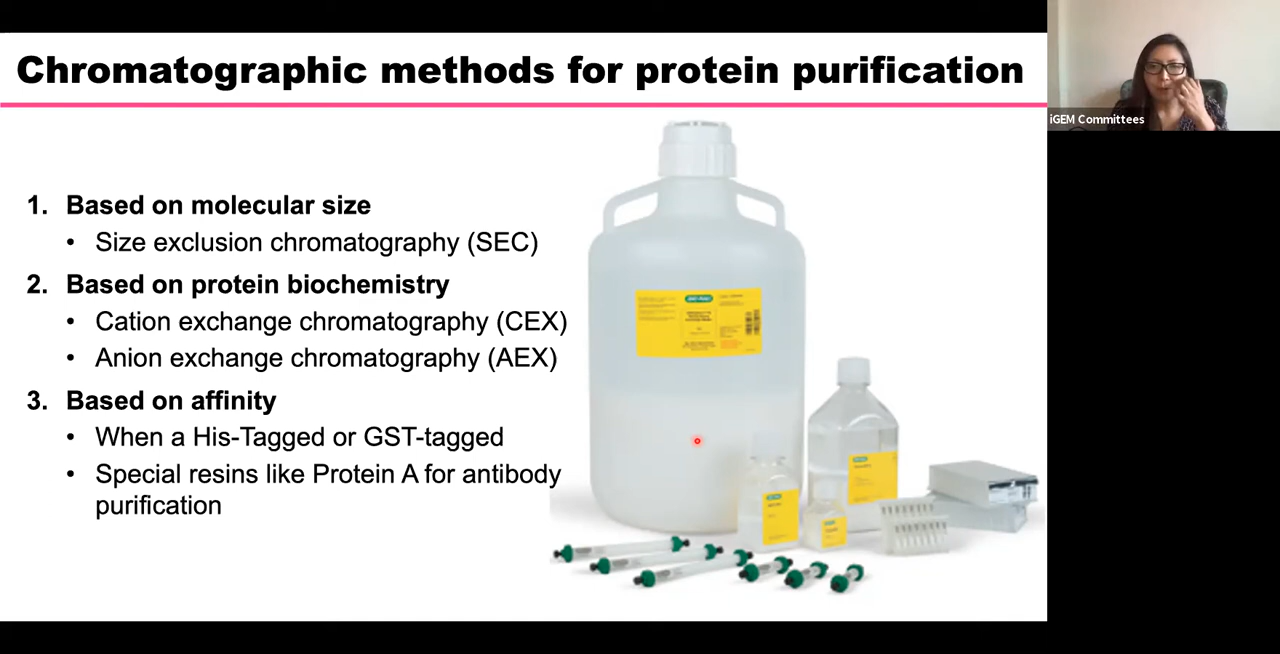 Chromatographic methods for protein purification
iGEM Committees
1. Based on molecular size
• Size exclusion chromatography (SEC)
2. Based on protein biochemistry
• Cation exchange chromatography (CEX)
• Anion exchange chromatography (AEX)
3. Based on affinity
• When a His-Tagged or GST-tagged
• Special resins like Protein A for antibody
purification
BIO-RAD